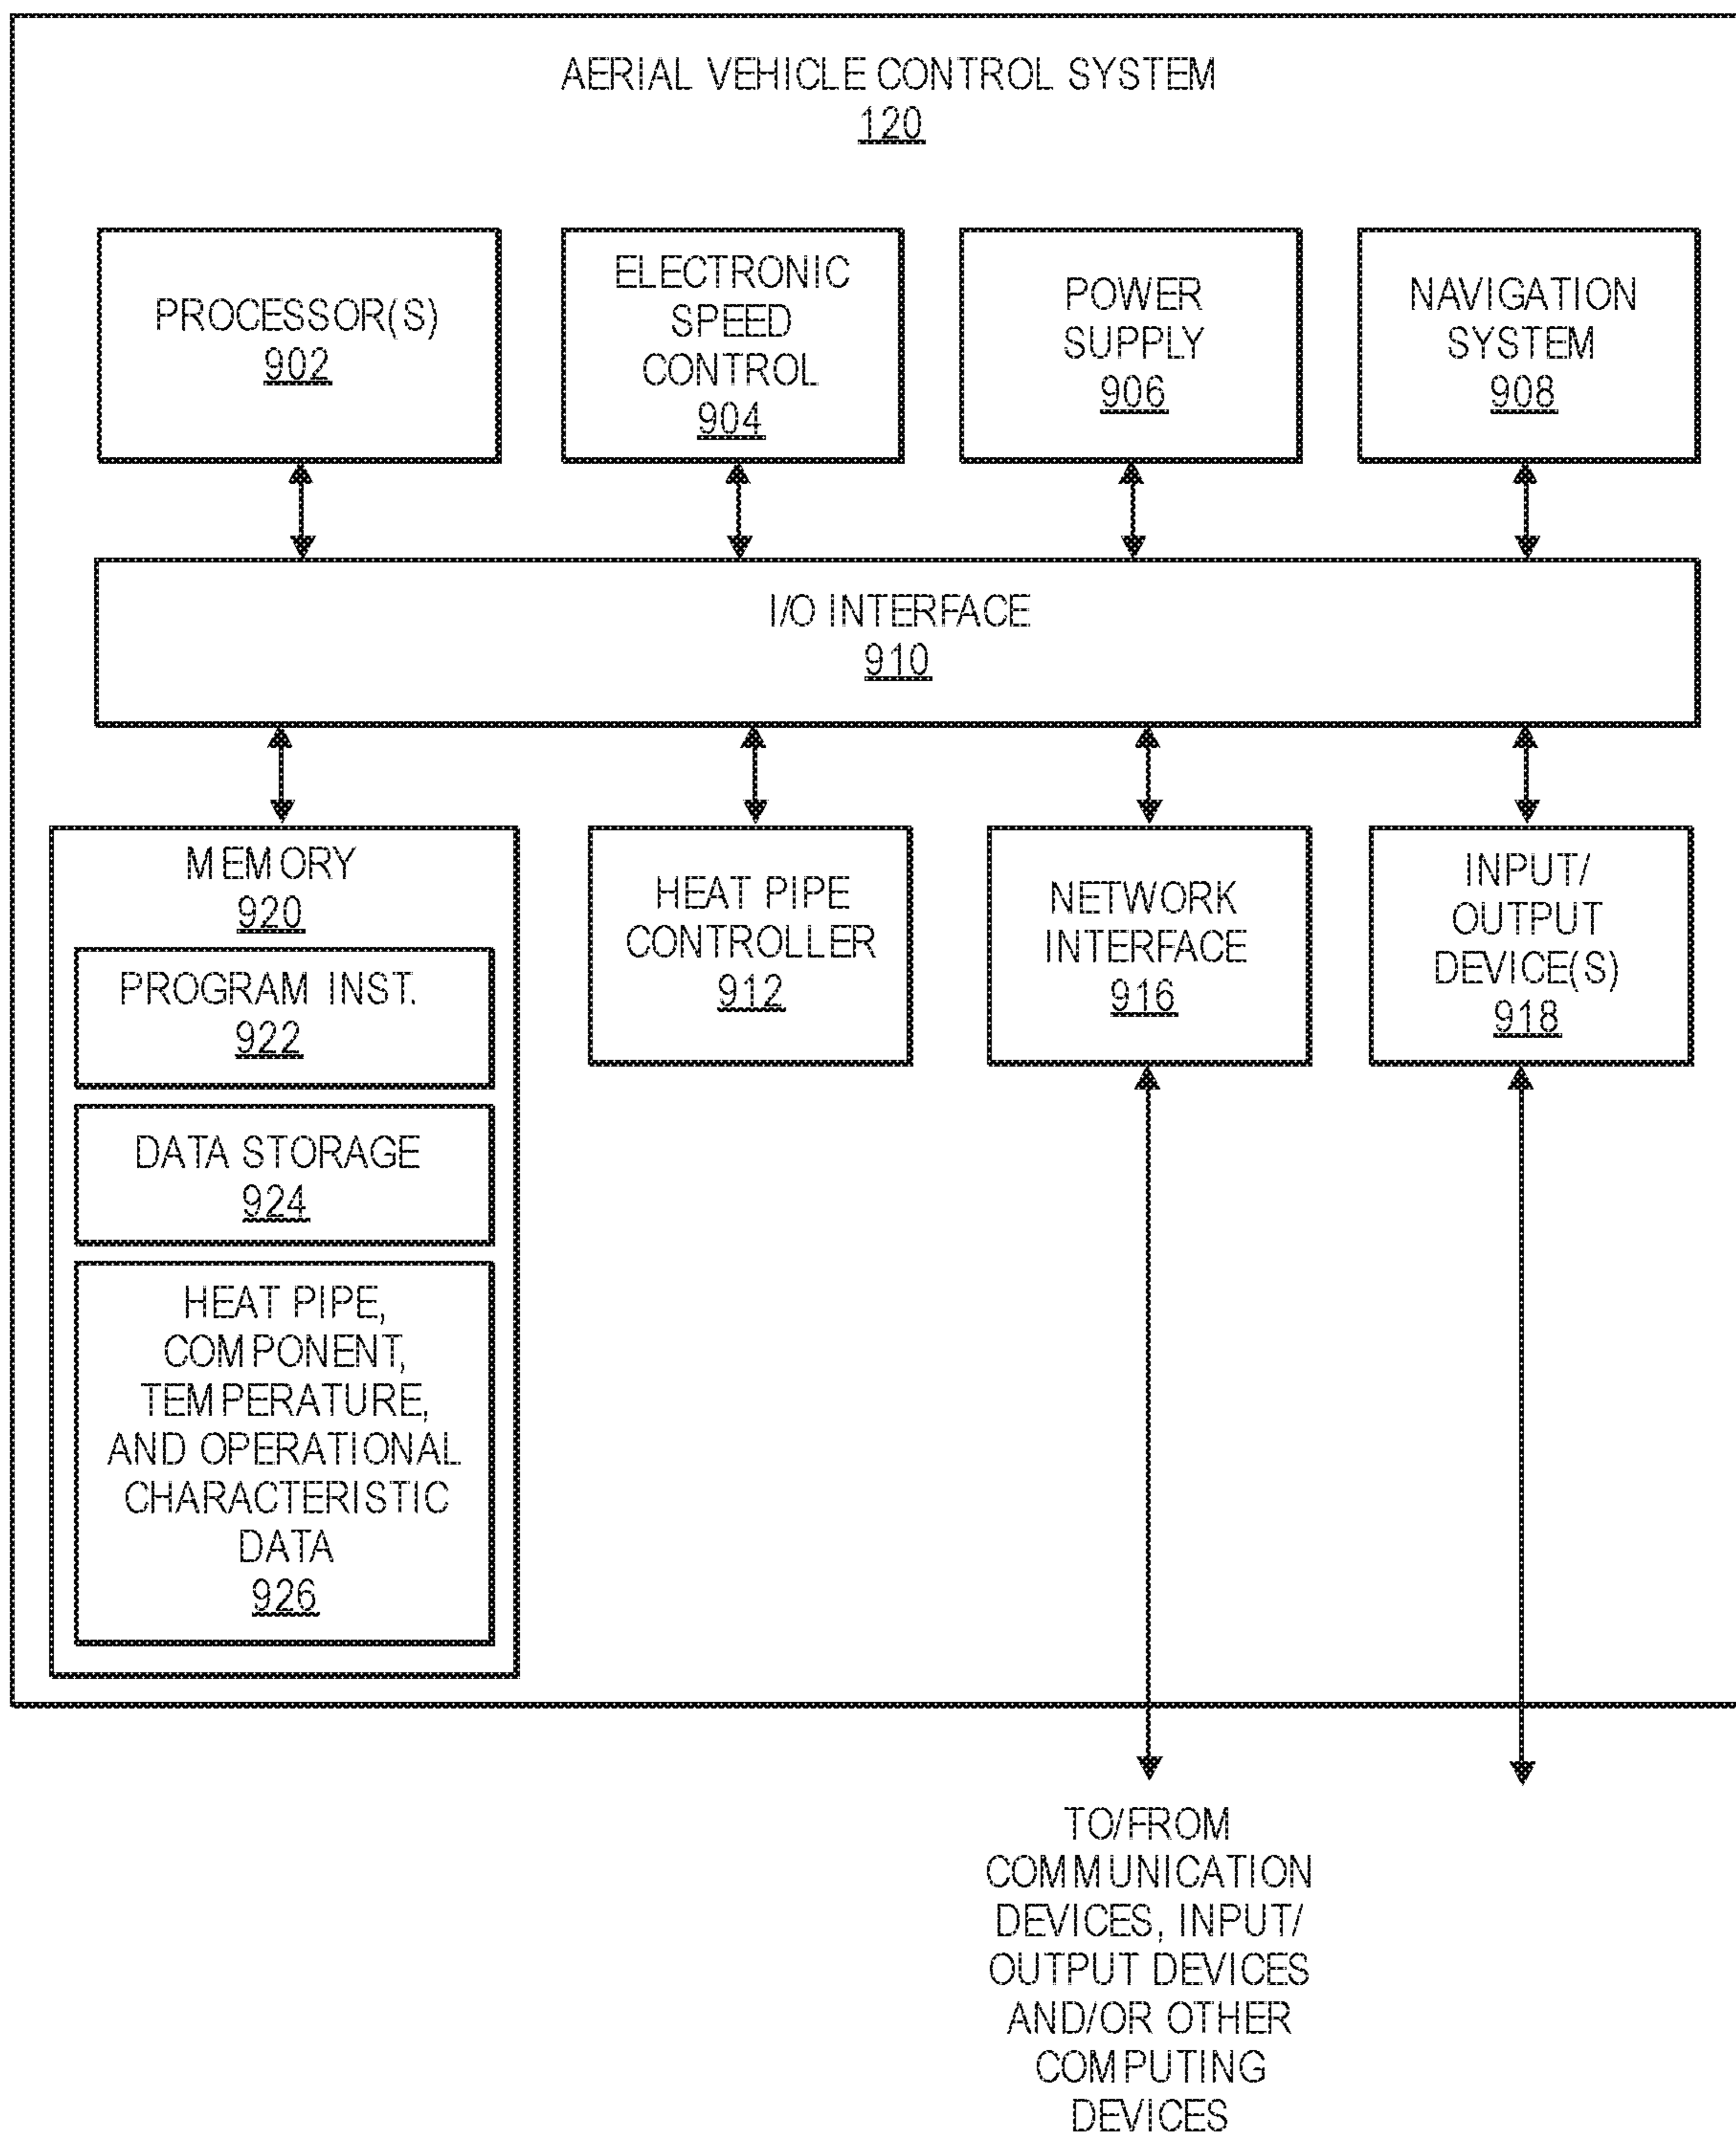 AERIAL VEHICLE CONTROL SYSTEM
120
PROCESSOR(S)
902
ELECTRONIC
SPEED
CONTROL
904
POWER
SUPPLY
906
NAVIGATION
SYSTEM
908
I/O INTERFACE
910
MEMORY
920
PROGRAM INST.
922
DATA STORAGE
924
HEAT PIPE,
COMPONENT,
TEMPERATURE,
AND OPERATIONAL
CHARACTERISTIC
DATA
926
HEAT PIPE
CONTROLLER
912
NETWORK
INTERFACE
916
INPUT/
OUTPUT
DEVICE(S)
918
TO/FROM
COMMUNICATION
DEVICES, INPUT/
OUTPUT DEVICES
AND/OR OTHER
COMPUTING
DEVICES